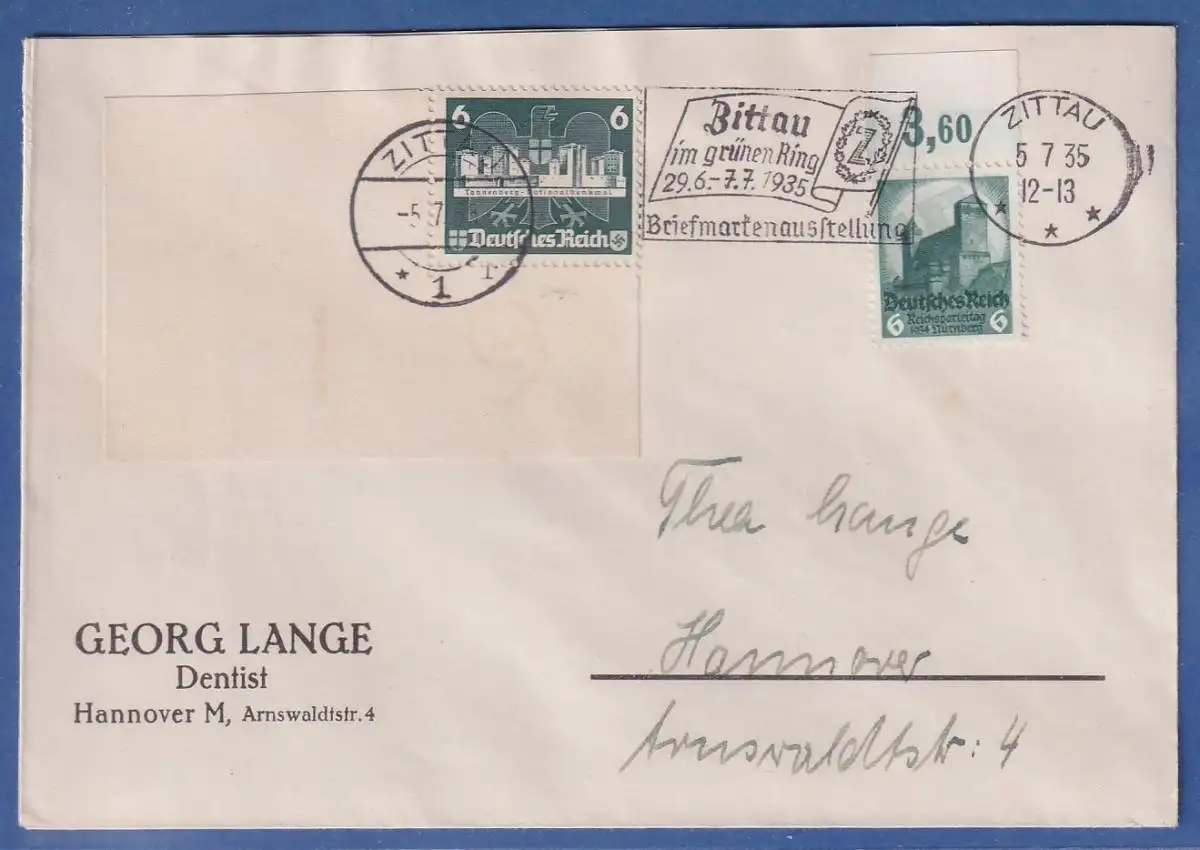 6 6
Tannenberg-Nationaldenkmal
Deutsches Reich
-5.7.
* 1
Zittau
im grünen Ring
29.6.-7.7.1935
Briefmarkenausstellung
Z
3,60
ZITTAU
5 7 35
12-13
* * *
Deutsches Reich
Reichsparteitag
1934 Nürnberg
6 6
Thea Lange
Hannover
Arnswaldtstr: 4
GEORG LANGE
Dentist
Hannover M, Arnswaldtstr. 4